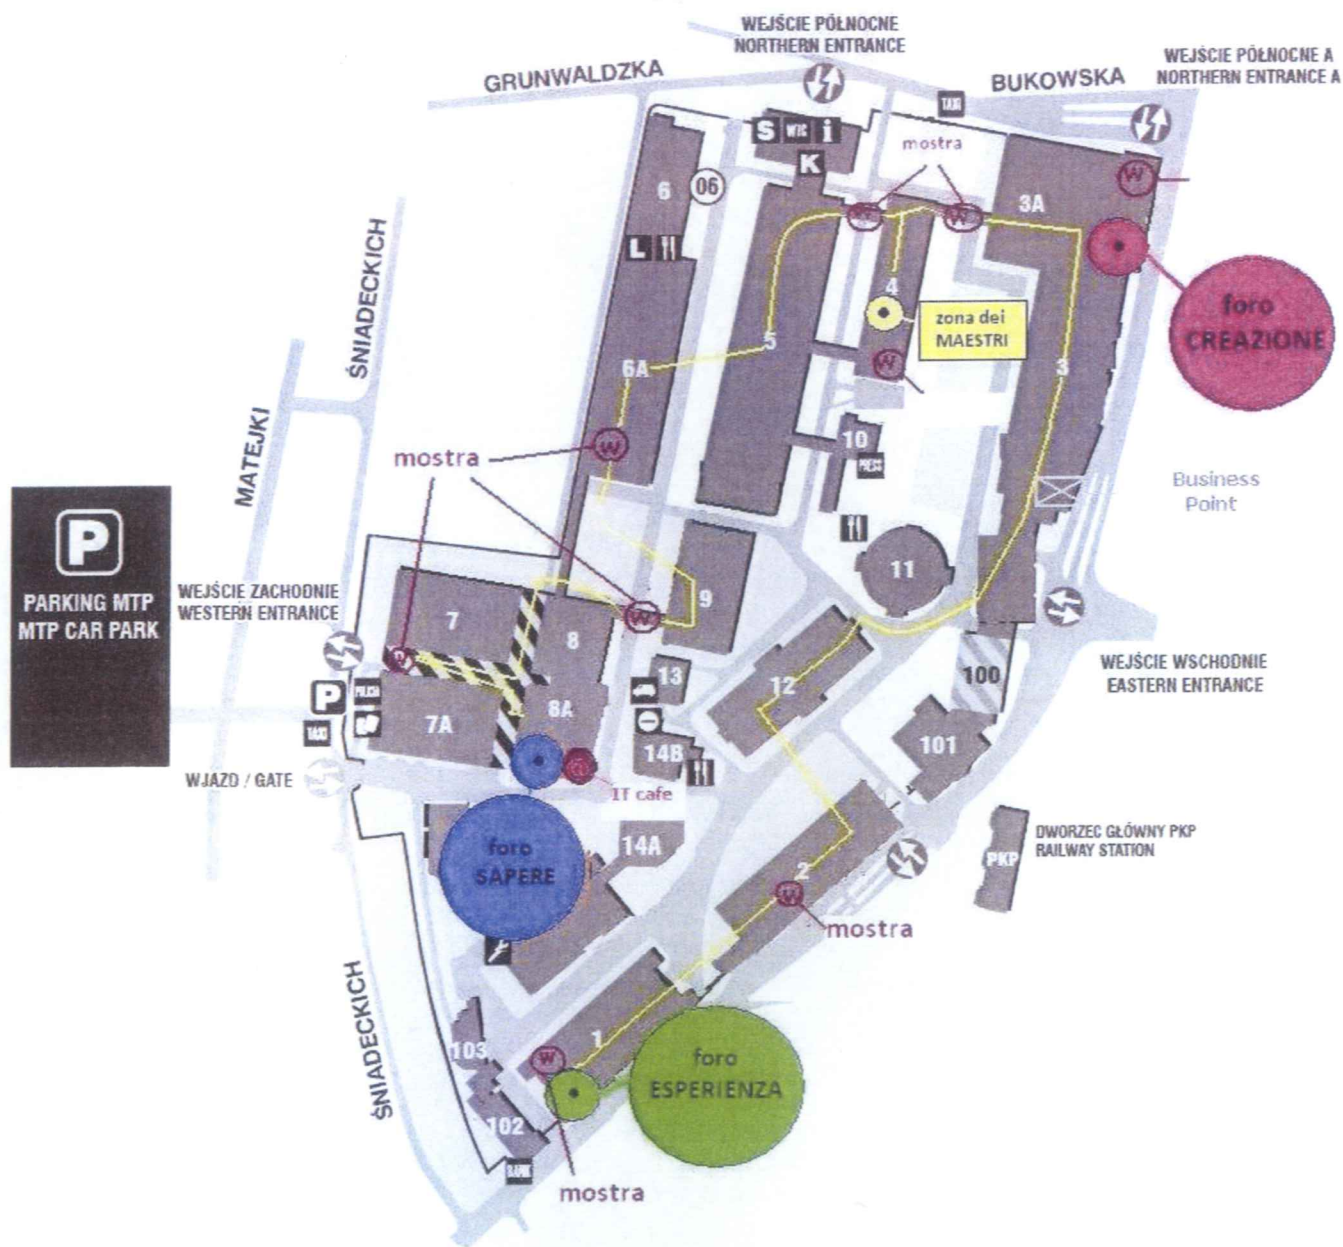 WEJŚCIE PÓŁNOCNE
NORTHERN ENTRANCE
WEJŚCIE PÓŁNOCNE A
NORTHERN ENTRANCE A
GRUNWALDZKA
BUKOWSKA
TAXI
S
WTC
i
K
mostra
6
06
3A
W
W
W
L
ŚNIADECKICH
4
foro
CREAZIONE
zona dei
MAESTRI
5
6A
3
W
MATEJKI
10
PRESS
W
mostra
Business
Point
P
PARKING MTP
MTP CAR PARK
WEJŚCIE ZACHODNIE
WESTERN ENTRANCE
7
8
9
11
W
WEJŚCIE WSCHODNIE
EASTERN ENTRANCE
100
13
12
P
POLICJA
TAXI
7A
8A
14B
101
WJAZD / GATE
IT cafe
14A
foro
SAPERE
DWORZEC GŁÓWNY PKP
RAILWAY STATION
PKP
2
W
mostra
ŚNIADECKICH
1
103
W
foro
ESPERIENZA
102
BANK
mostra